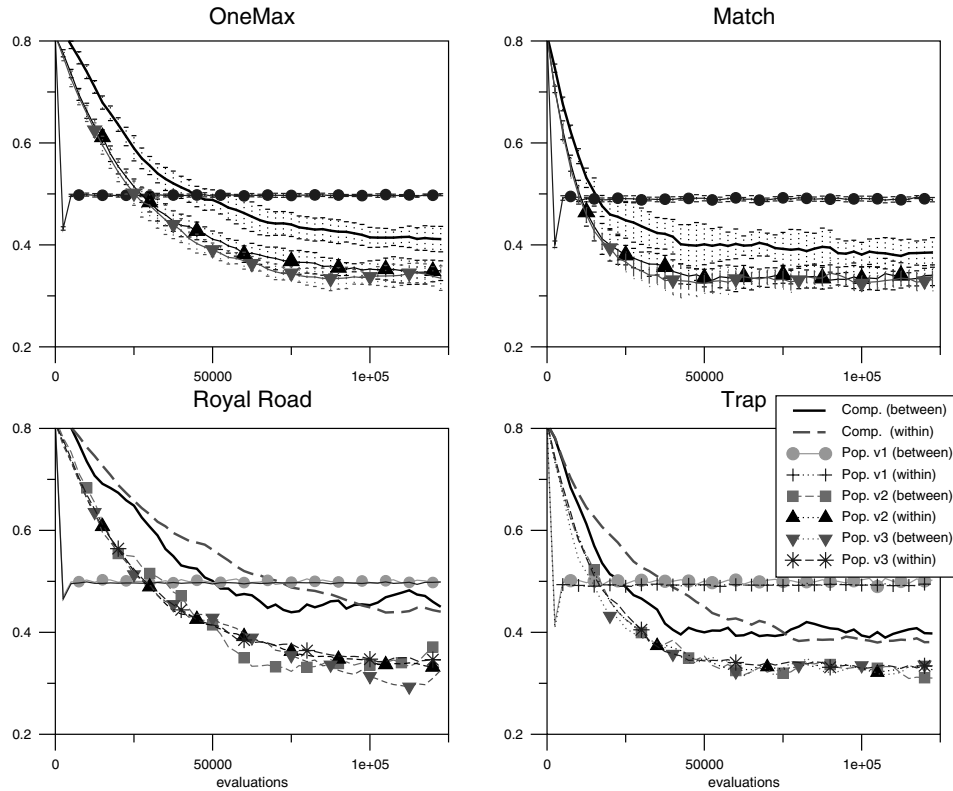 OneMax
Match
0.8
0.6
0.4
0.2
0
50000
1e+05
0.8
0.6
0.4
0.2
0
50000
1e+05
Royal Road
Trap
0.8
0.6
0.4
0.2
0
50000
1e+05
evaluations
0.8
0.6
0.4
0.2
0
50000
1e+05
evaluations
Comp. (between)
Comp. (within)
Pop. v1 (between)
Pop. v1 (within)
Pop. v2 (between)
Pop. v2 (within)
Pop. v3 (between)
Pop. v3 (within)